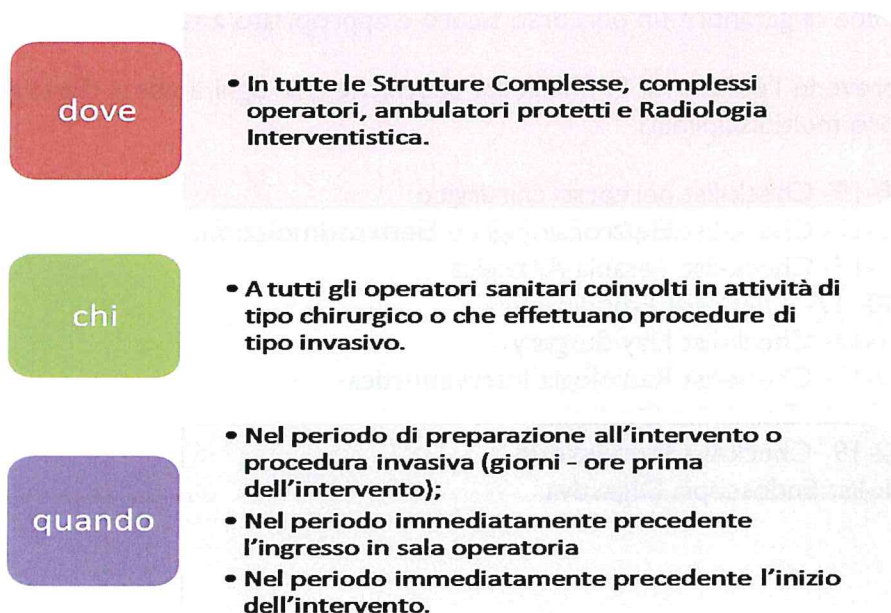 dove
• In tutte le Strutture Complesse, complessi
operatori, ambulatori protetti e Radiologia
Interventistica.
chi
• A tutti gli operatori sanitari coinvolti in attività di
tipo chirurgico o che effettuano procedure di
tipo invasivo.
quando
• Nel periodo di preparazione all'intervento o
procedura invasiva (giorni - ore prima
dell'intervento);
• Nel periodo immediatamente precedente
l'ingresso in sala operatoria
• Nel periodo immediatamente precedente l'inizio
dell'intervento.